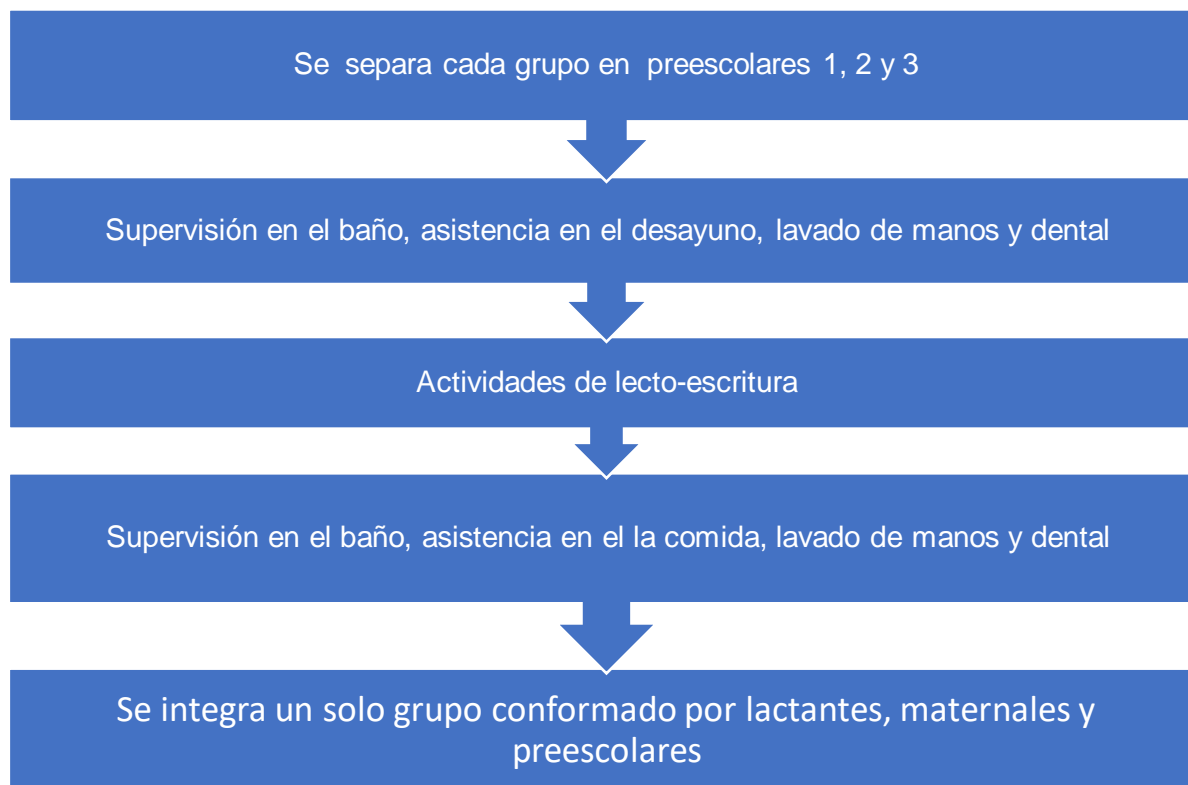 Se separa cada grupo en preescolares 1, 2 y 3
Supervisión en el baño, asistencia en el desayuno, lavado de manos y dental
Actividades de lecto-escritura
Supervisión en el baño, asistencia en el la comida, lavado de manos y dental
Se integra un solo grupo conformado por lactantes, maternales y
preescolares